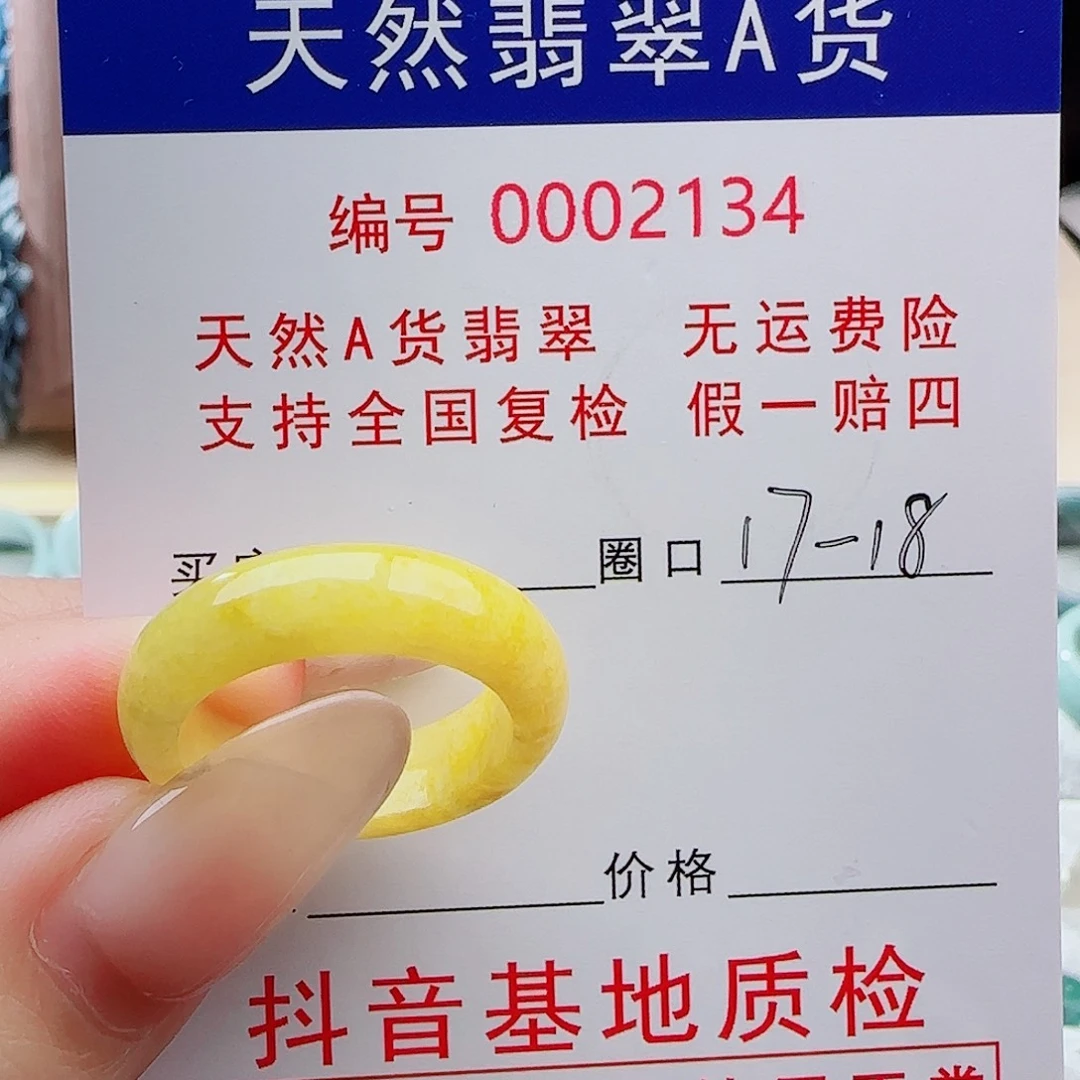 天然翡翠A货
编号 0002134
天然A货翡翠 无运费险
支持全国复检 假一赔四
买 圈口 17-18
价格
抖音基地质检